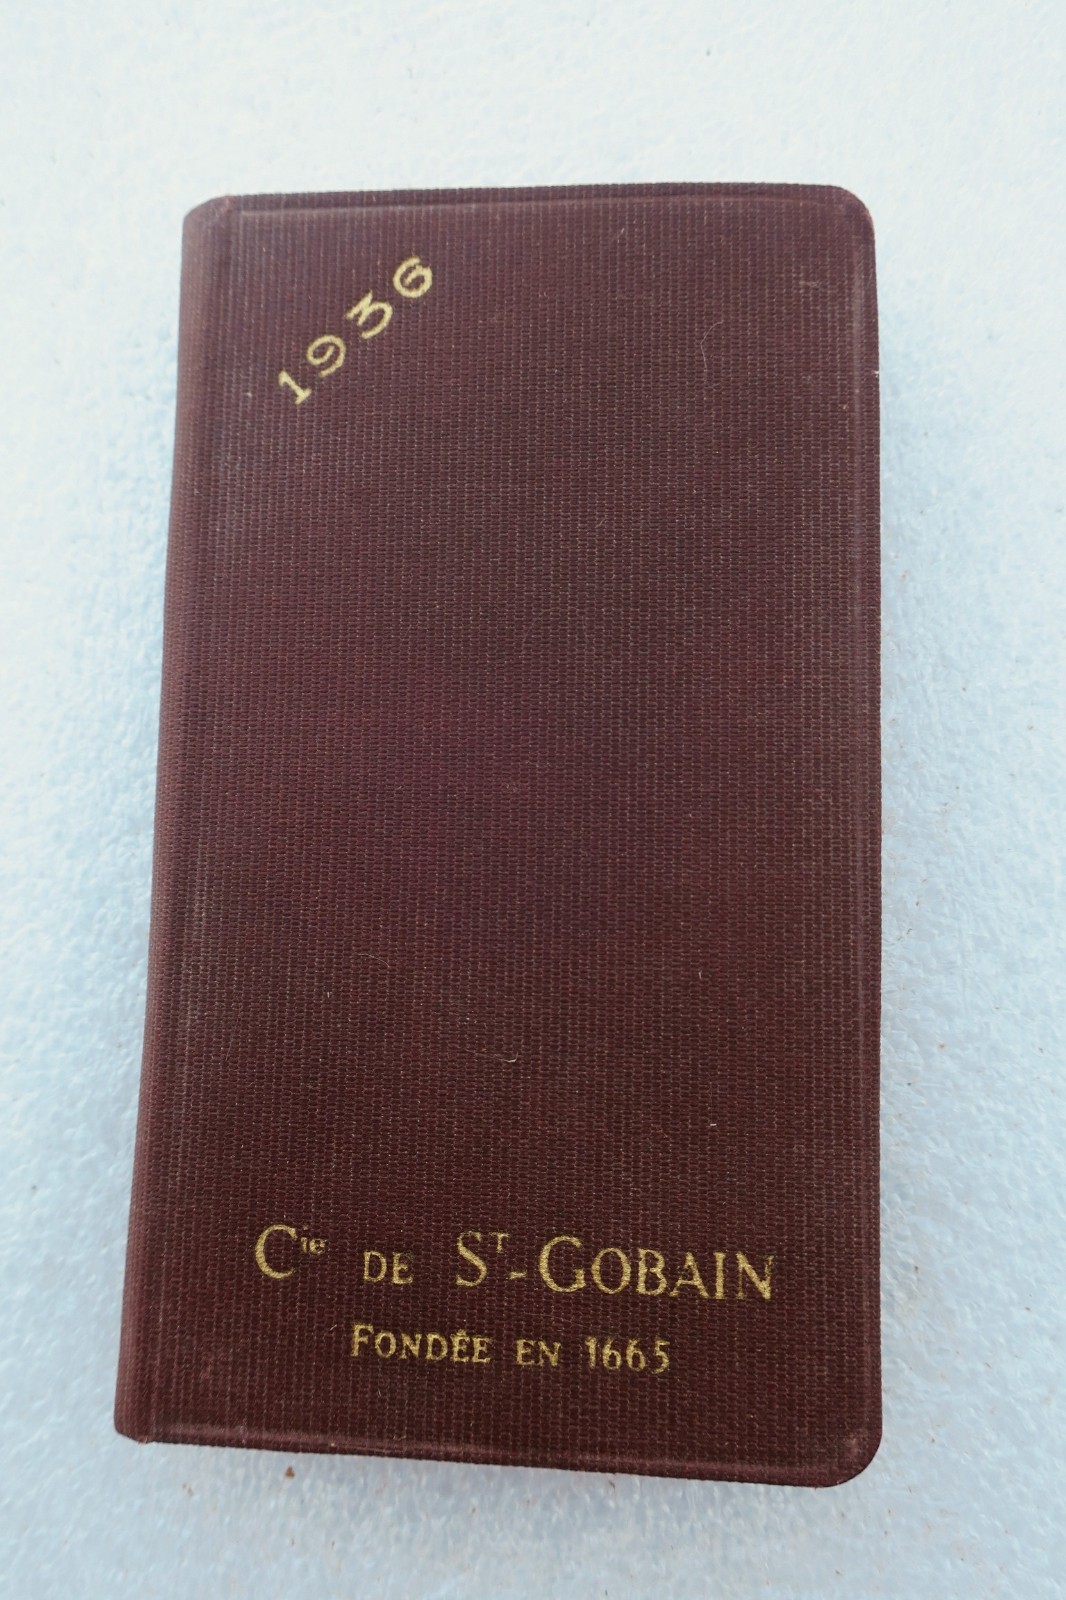 1936
Cie DE ST-GOBAIN
FONDÉE EN 1665